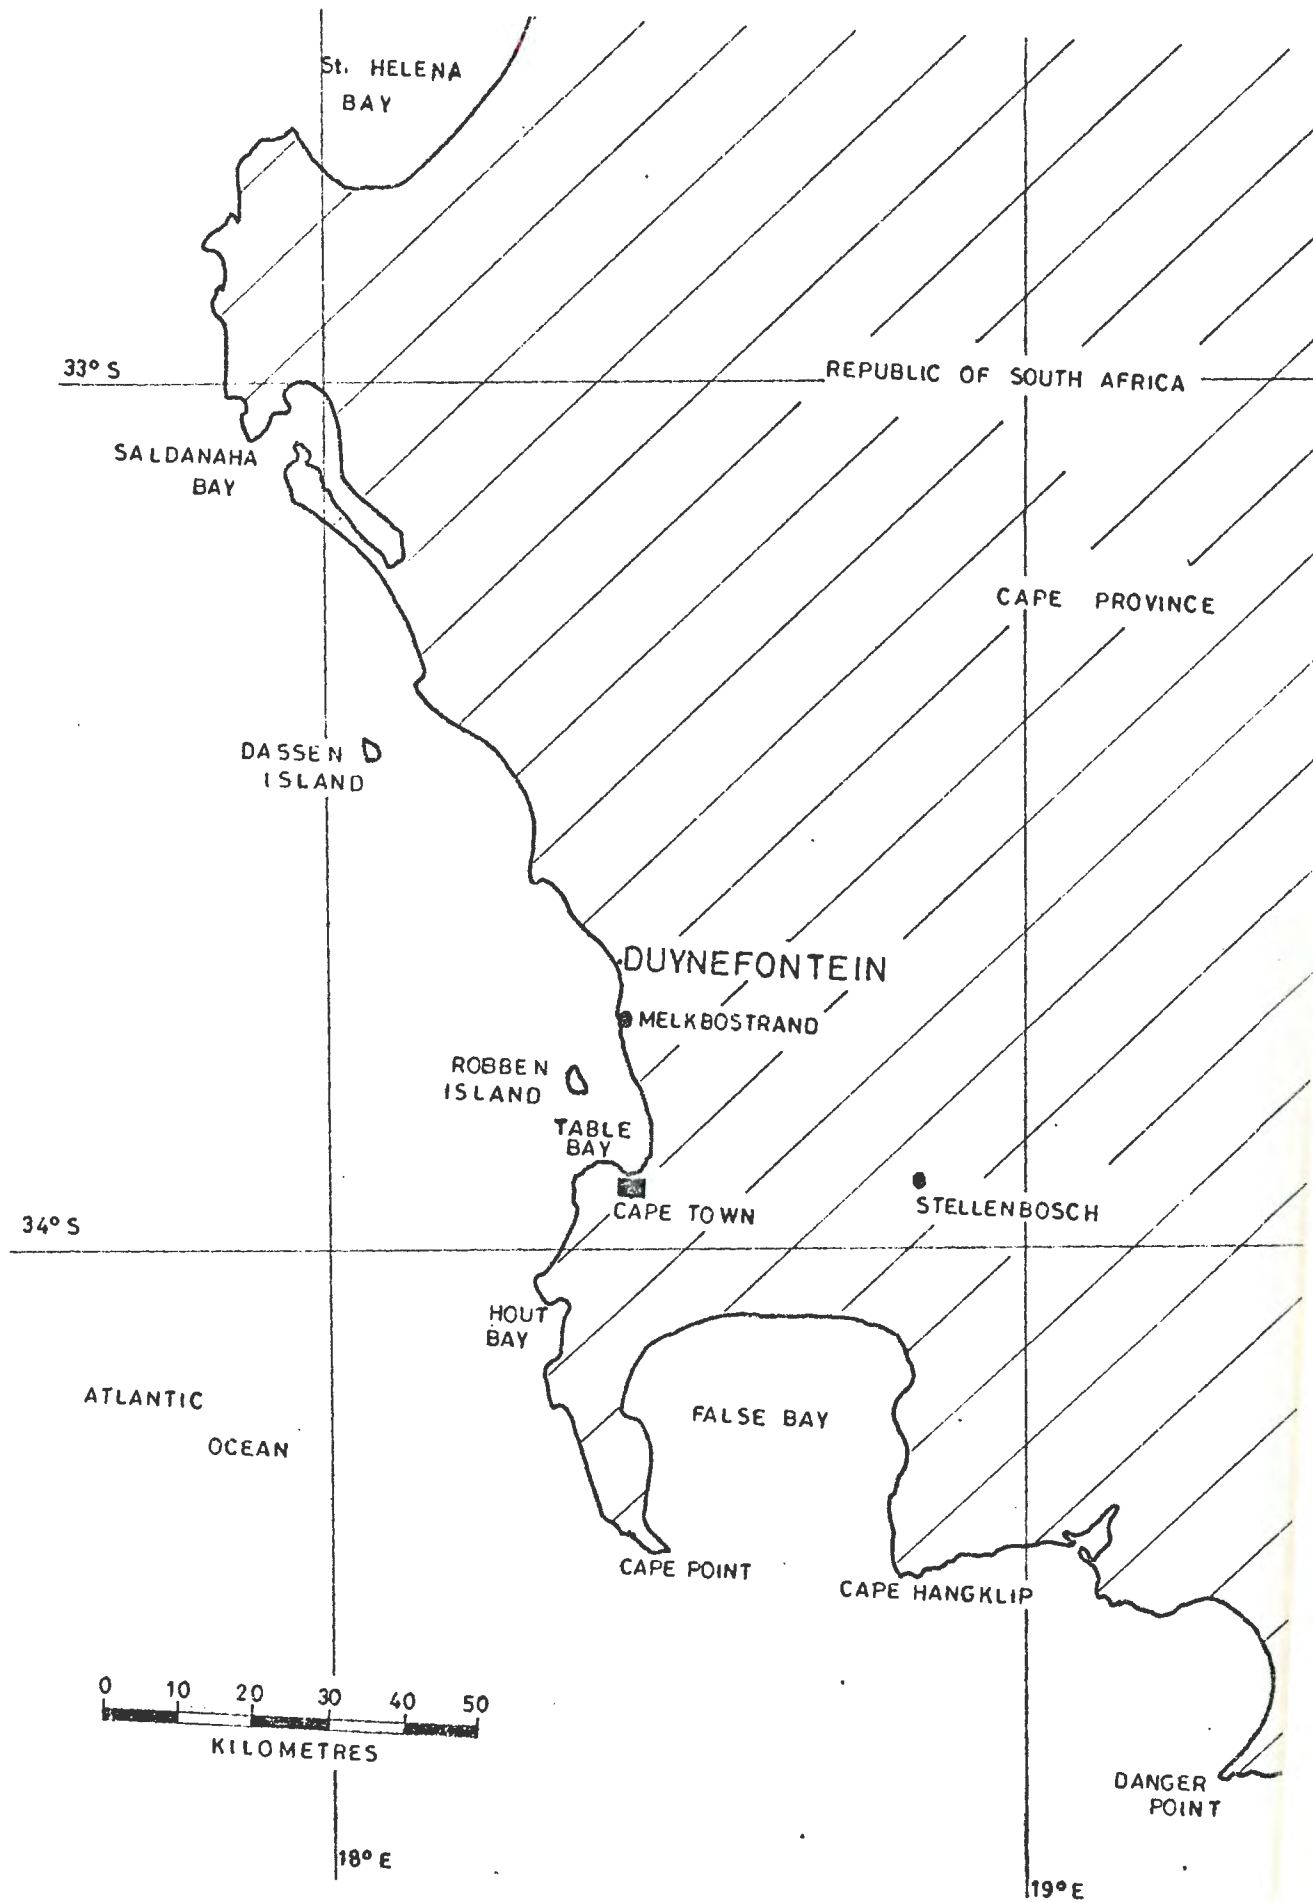 St. HELENA
BAY
33° S
REPUBLIC OF SOUTH AFRICA
SALDANAHA
BAY
CAPE PROVINCE
DASSEN
ISLAND
DUYNEFONTEIN
MELKBOSTRAND
ROBBEN
ISLAND
TABLE
BAY
CAPE TOWN
STELLENBOSCH
34° S
HOUT
BAY
ATLANTIC
OCEAN
FALSE BAY
CAPE POINT
CAPE HANGKLIP
0 10 20 30 40 50
KILOMETRES
DANGER
POINT
18° E
19° E